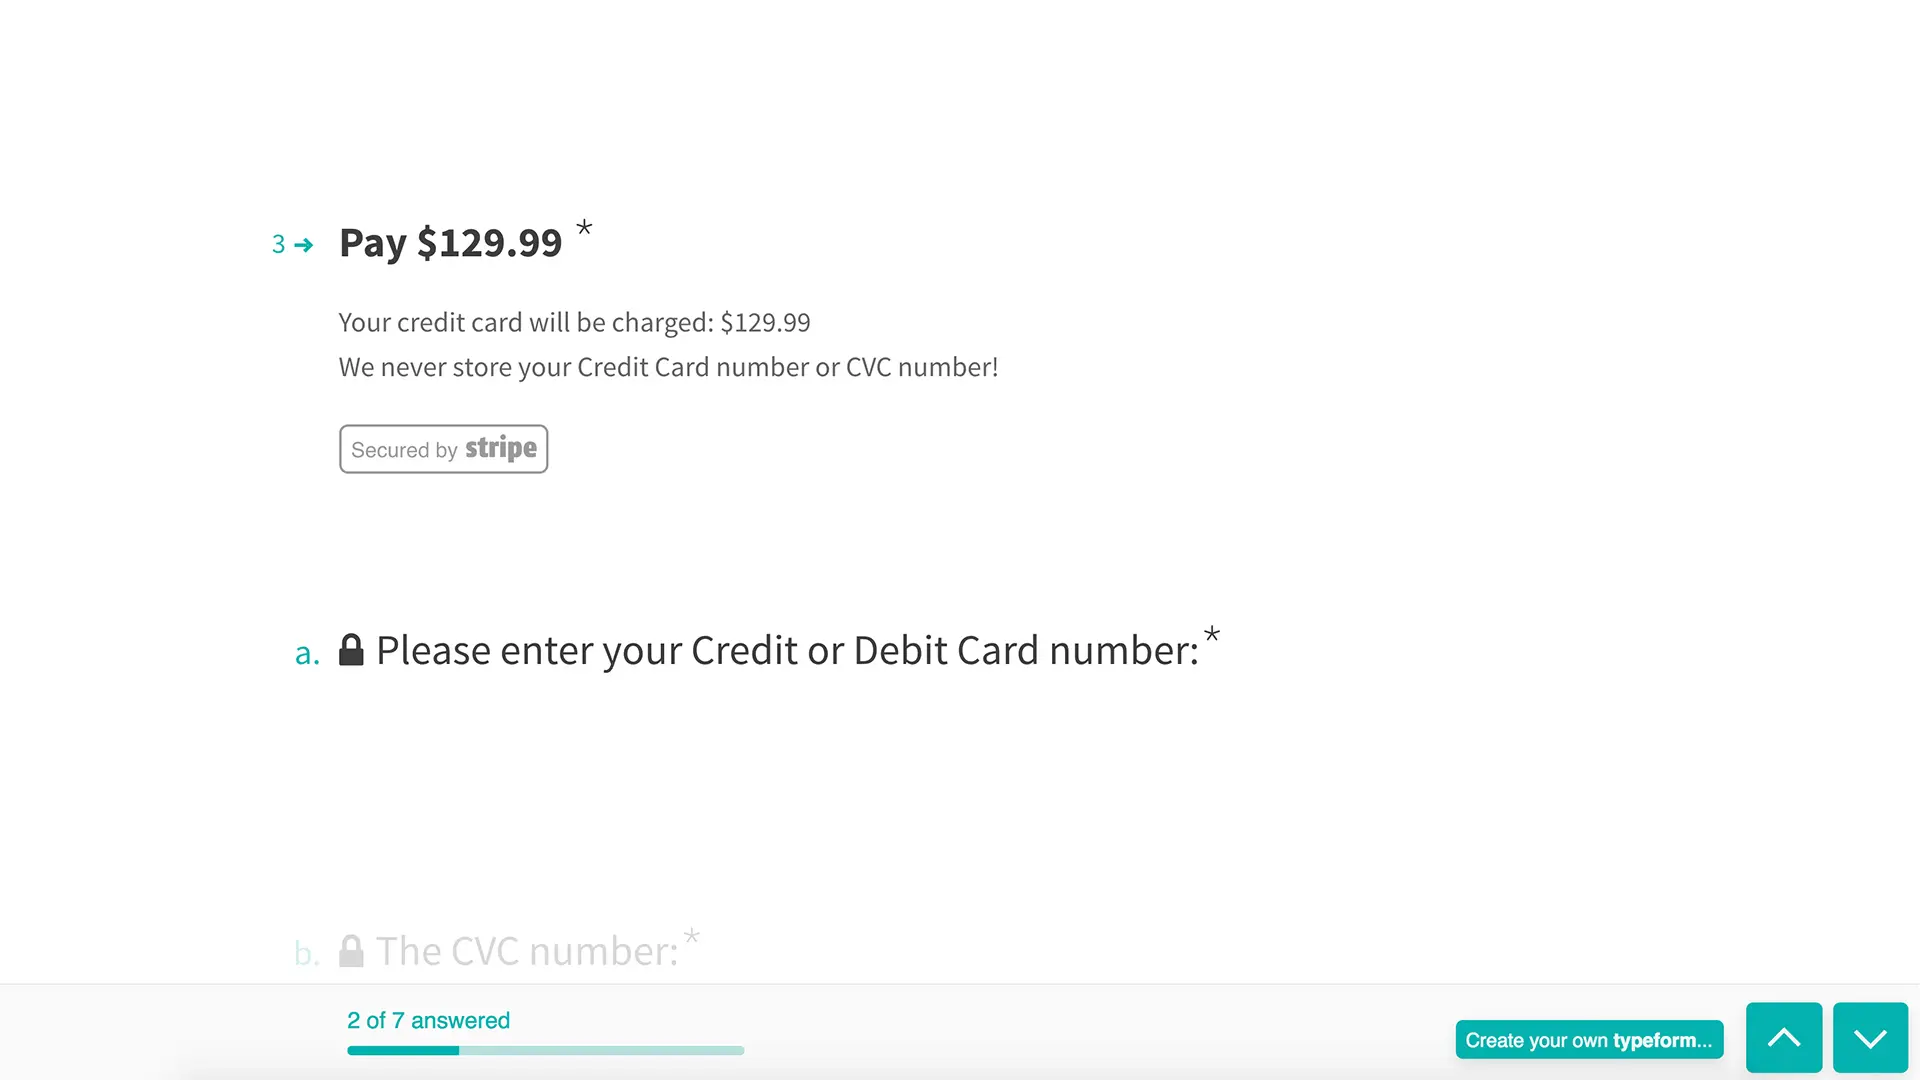 3 → Pay $129.99 *
Your credit card will be charged: $129.99
We never store your Credit Card number or CVC number!
Secured by stripe
a. Please enter your Credit or Debit Card number:*
b. The CVC number:*
2 of 7 answered
Create your own typeform...